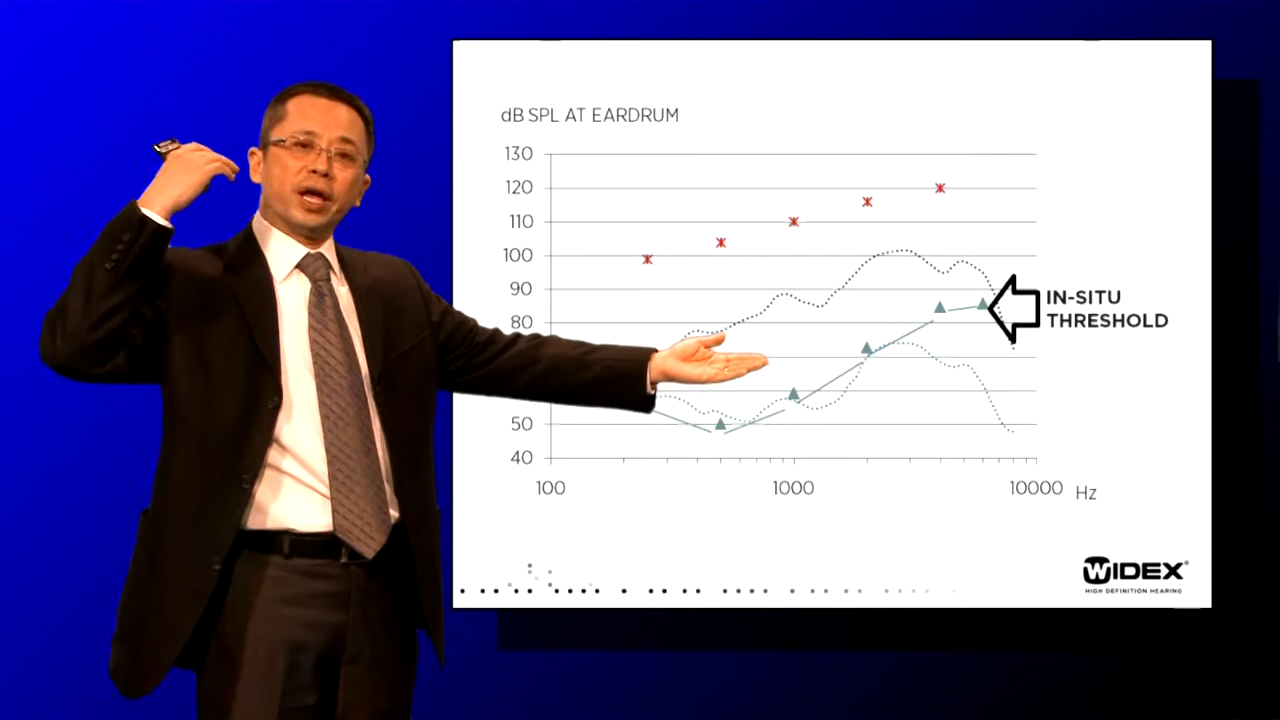 dB SPL AT EARDRUM
130
120
110
100
90
80
50
40
100
1000
10000
Hz
IN-SITU
THRESHOLD
WIDEX®
HIGH DEFINITION HEARING